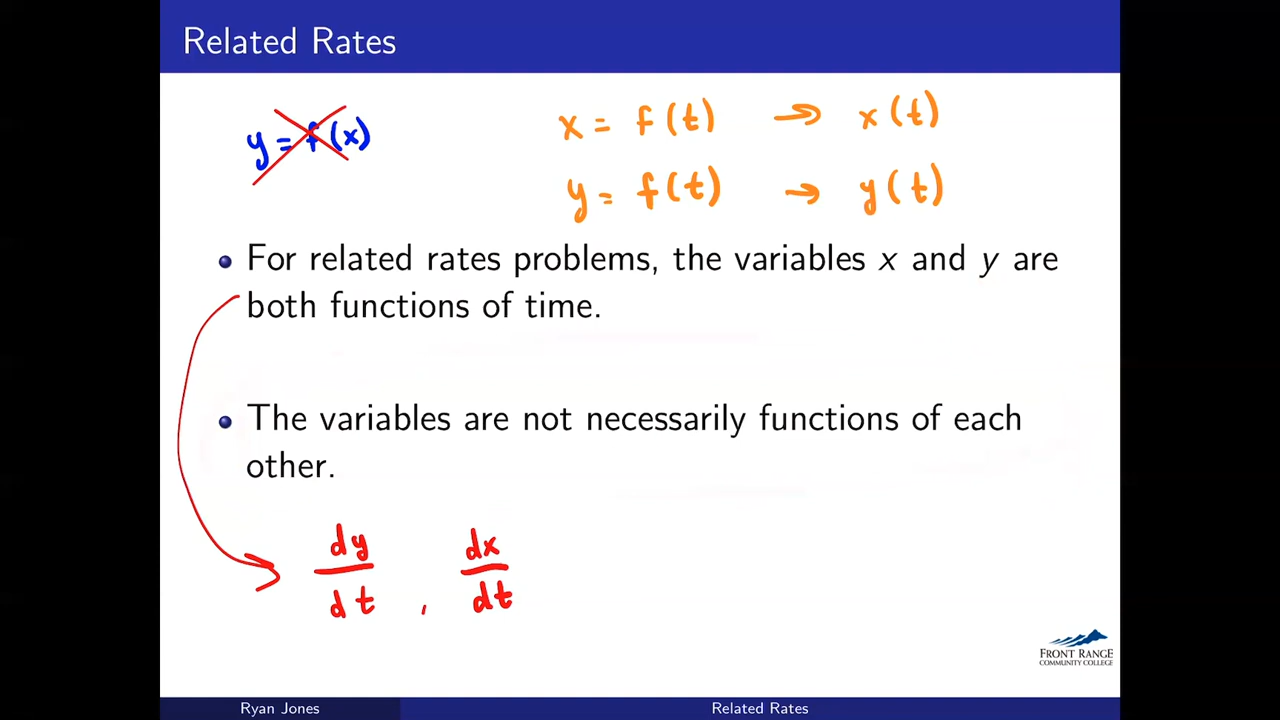 Related Rates
y = f(x)
x = f(t) → x(t)
y = f(t) → y(t)
For related rates problems, the variables x and y are
both functions of time.
The variables are not necessarily functions of each
other.
dy/dt , dx/dt
FRONT RANGE
COMMUNITY COLLEGE
Ryan Jones Related Rates